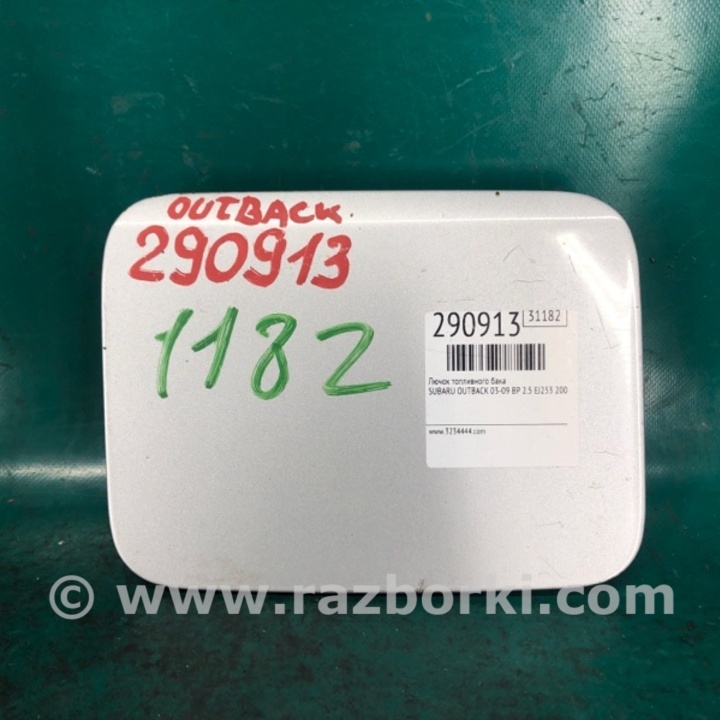 OUTBACK
290913
1182
290913 31182
Лючок топливного бака
SUBARU OUTBACK 03-09 BP 2.5 EJ253 200
www.3234444.com
© www.razborki.com